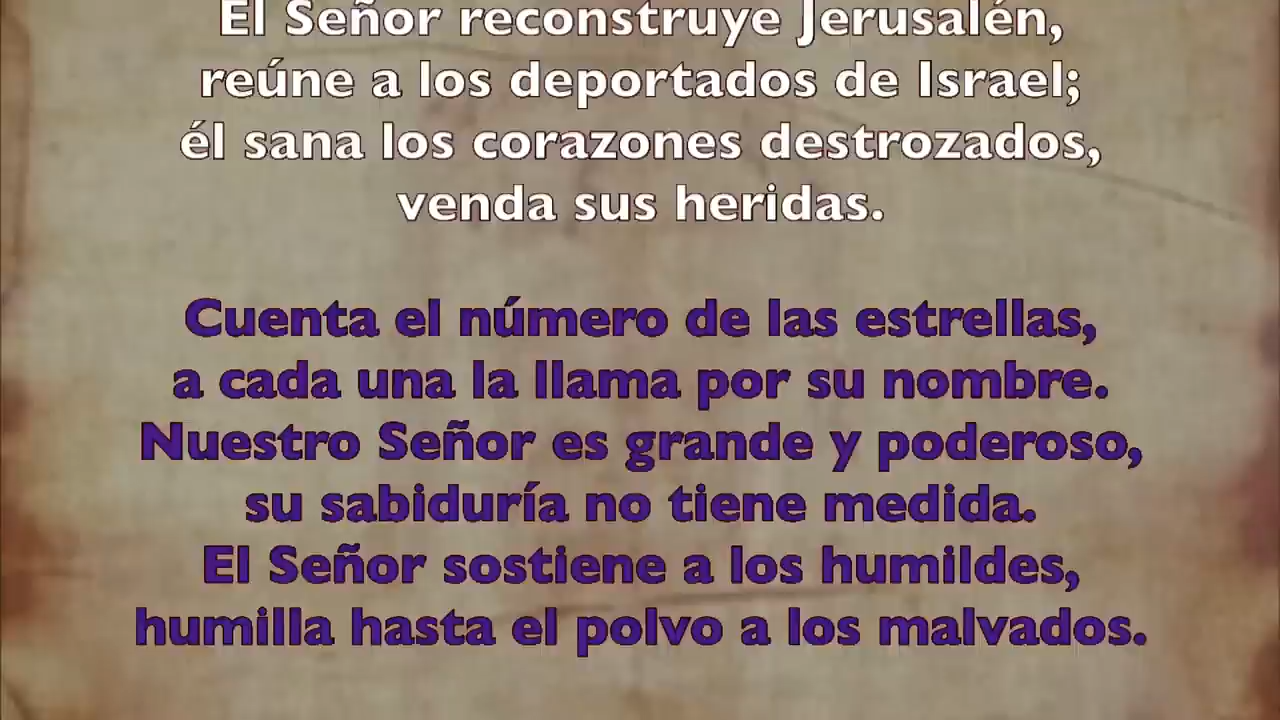 El Señor reconstruye Jerusalén,
reúne a los deportados de Israel;
él sana los corazones destrozados,
venda sus heridas.
Cuenta el número de las estrellas,
a cada una la llama por su nombre.
Nuestro Señor es grande y poderoso,
su sabiduría no tiene medida.
El Señor sostiene a los humildes,
humilla hasta el polvo a los malvados.